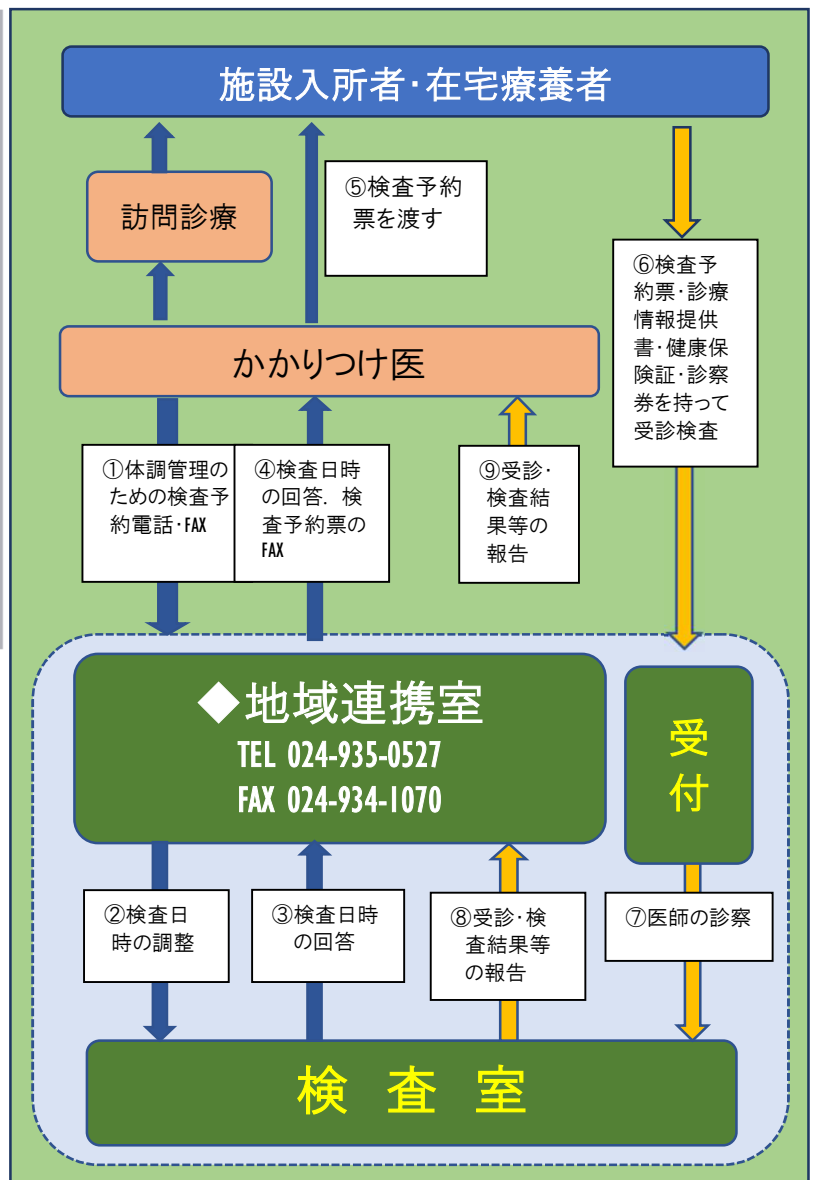 施設入所者・在宅療養者
訪問診療
⑤検査予約
票を渡す
⑥検査予
約票・診療
情報提供
書・健康保
険証・診察
券を持って
受診検査
かかりつけ医
①体調管理の
ための検査予
約電話・FAX
④検査日時
の回答．検
査予約票の
FAX
⑨受診・
検査結
果等の
報告
◆地域連携室
TEL 024-935-0527
FAX 024-934-1070
受
付
②検査日
時の調整
③検査日時
の回答
⑧受診・検
査結果等
の報告
⑦医師の診察
検 査 室